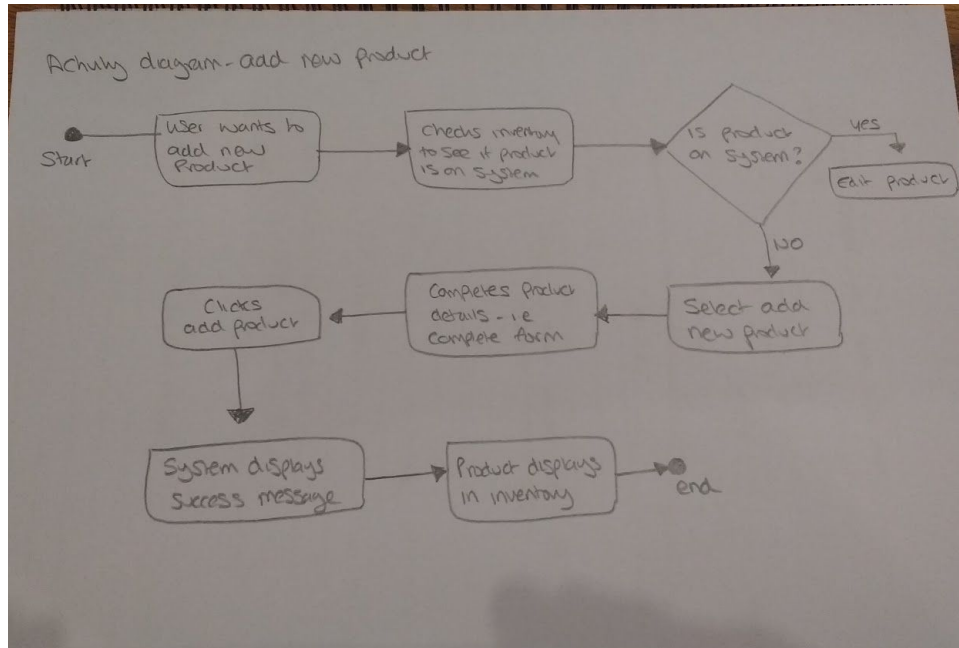 Activity diagram - add new product
Start
User wants to
add new
Product
Checks inventory
to see if product
is on system
is product
on system?
yes
Edit product
NO
Select add
new product
Completes product
details - i.e
complete form
Clicks
add product
System displays
success message
Product displays
in inventory
end